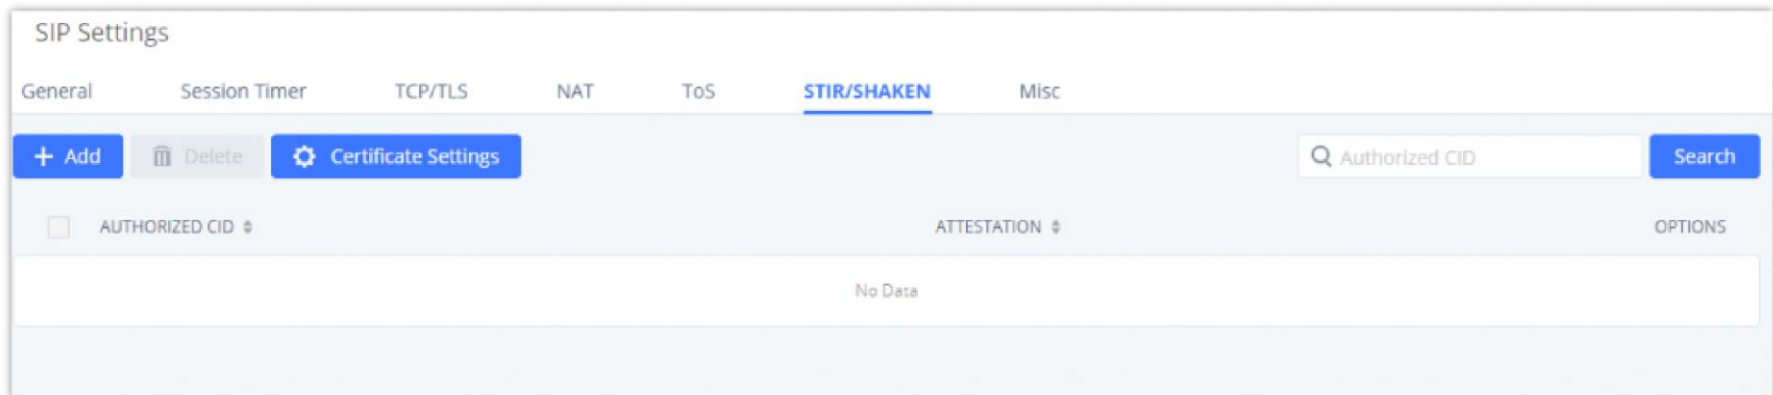 SIP Settings
General Session Timer TCP/TLS NAT ToS STIR/SHAKEN Misc
+ Add Delete Certificate Settings Authorized CID Search
AUTHORIZED CID ATTESTATION OPTIONS
No Data